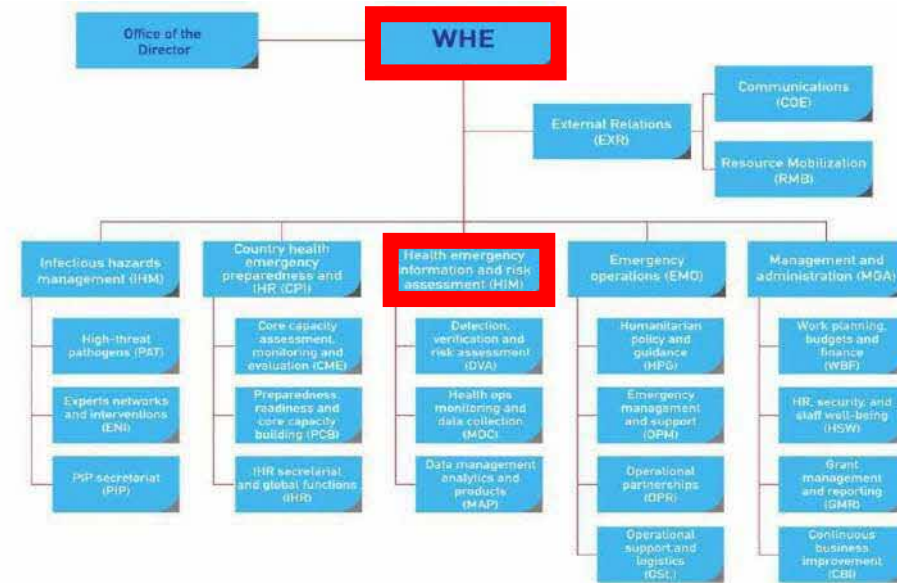 Office of the
Director
WHE
Communications
(COE)
External Relations
(EXR)
Resource Mobilization
(RMB)
Infectious hazards
management (IHM)
Country health
emergency
preparedness and
IHR (CPI)
Health emergency
information and risk
assessment (HIM)
Emergency
operations (EMO)
Management and
administration (MGA)
High-threat
pathogens (PAT)
Core capacity
assessment,
monitoring and
evaluation (CME)
Detection,
verification and
risk assessment
(DVA)
Humanitarian
policy and
guidance
(HPG)
Work planning,
budgets and
finance
(WBF)
Experts networks
and interventions
(ENI)
Preparedness,
readiness and
core capacity
building (PCB)
Health ops
monitoring and
data collection
(MDC)
Emergency
management
and support
(OPM)
HR, security, and
staff well-being
(HSW)
PIP secretariat
(PIP)
IHR secretariat
and global functions
(IHR)
Data management
analytics and
products
(MAP)
Operational
partnerships
(OPR)
Grant
management
and reporting
(GMR)
Operational
support and
logistics
(OSL)
Continuous
business
improvement
(CBI)